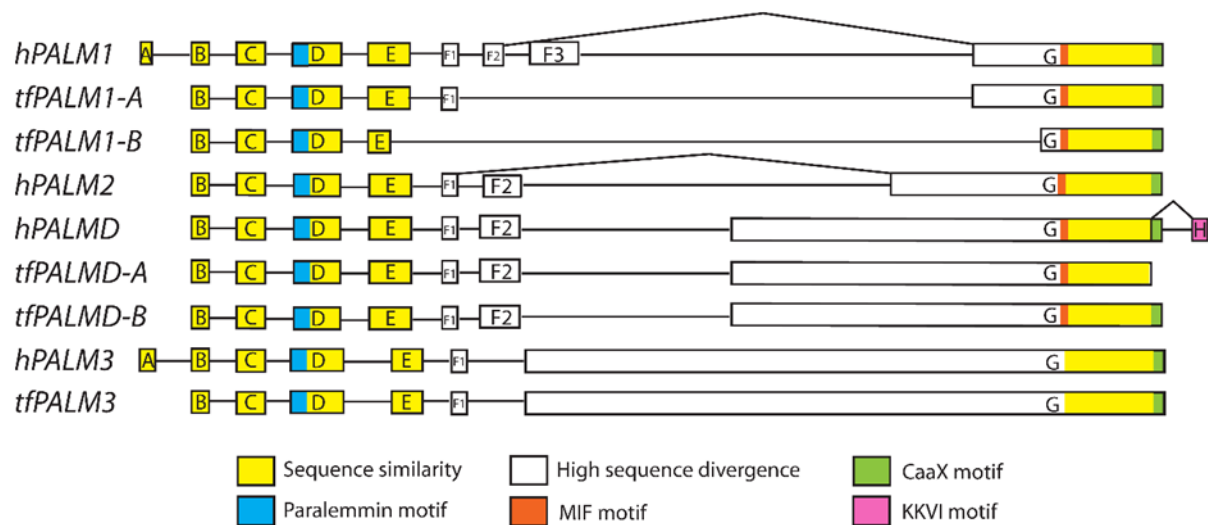 hPALM1 A B C D E F1 F2 F3 G
tfPALM1-A B C D E F1 G
tfPALM1-B B C D E G
hPALM2 B C D E F1 F2 G
hPALMD B C D E F1 F2 G H
tfPALMD-A B C D E F1 F2 G
tfPALMD-B B C D E F1 F2 G
hPALM3 A B C D E F1 G
tfPALM3 B C D E F1 G
Sequence similarity High sequence divergence CaaX motif
Paralemmin motif MIF motif KKVI motif